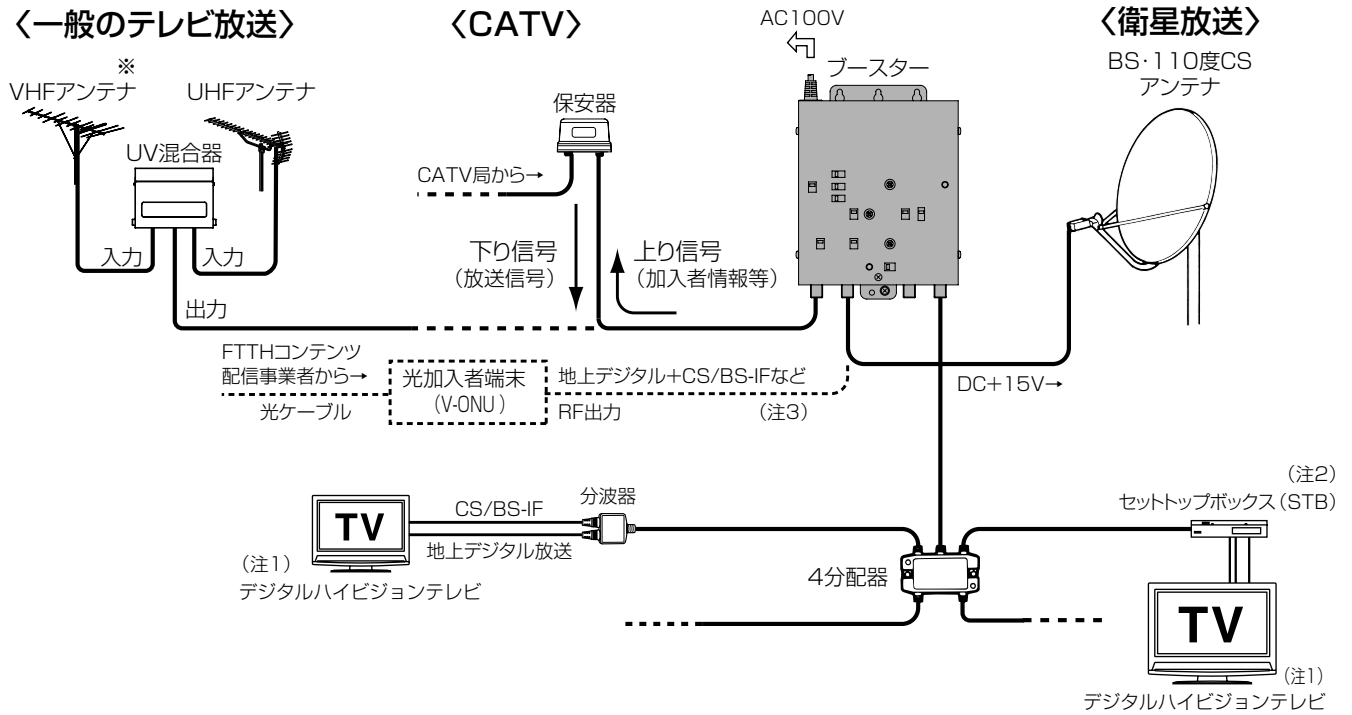 〈一般のテレビ放送〉
〈CATV〉
AC100V
〈衛星放送〉
※
VHFアンテナ
UHFアンテナ
ブースター
BS・110度CS
アンテナ
保安器
UV混合器
CATV局から→
入力
入力
下り信号
(放送信号)
上り信号
(加入者情報等)
出力
FTTHコンテンツ
配信事業者から→
光ケーブル
光加入者端末
(V-ONU)
地上デジタル+CS/BS-IFなど
RF出力
(注3)
DC+15V→
CS/BS-IF
分波器
地上デジタル放送
TV
(注1)
デジタルハイビジョンテレビ
4分配器
(注2)
セットトップボックス(STB)
TV
(注1)
デジタルハイビジョンテレビ